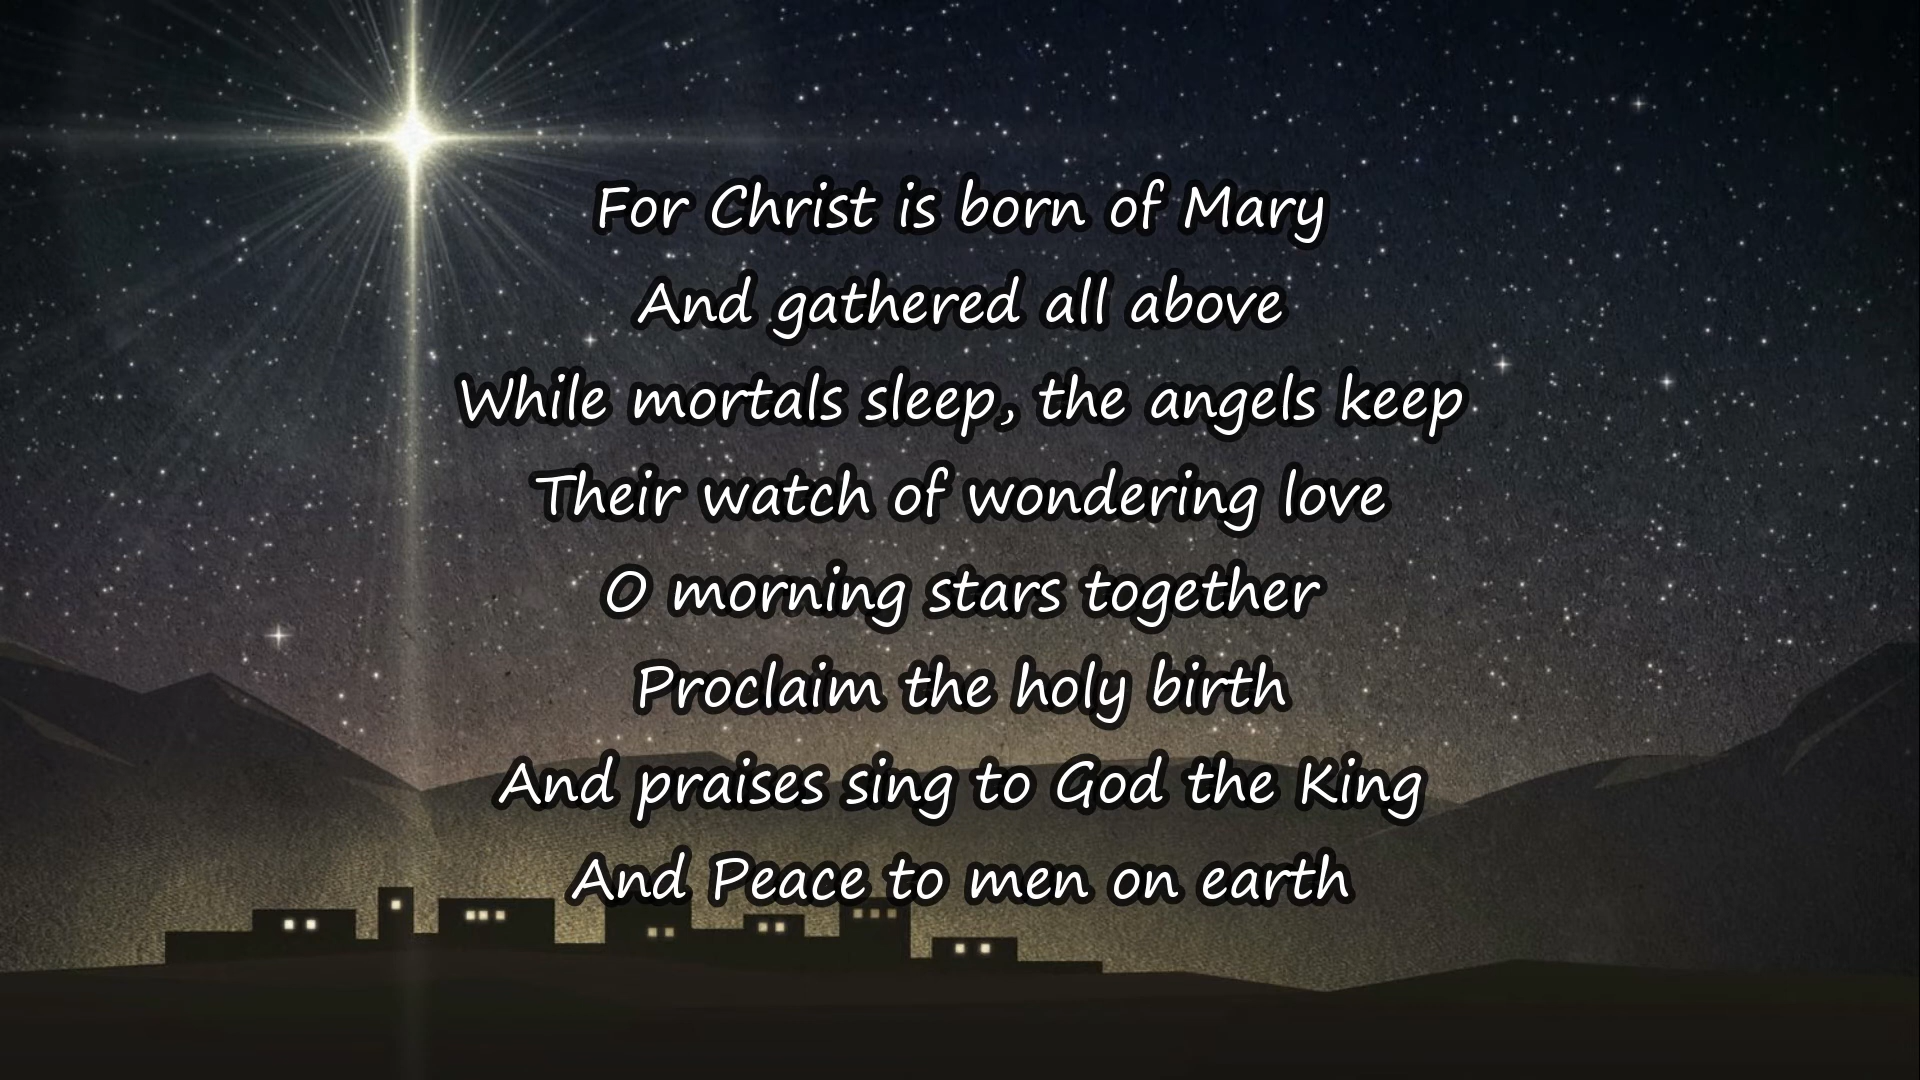 For Christ is born of Mary
And gathered all above
While mortals sleep, the angels keep
Their watch of wondering love
O morning stars together
Proclaim the holy birth
And praises sing to God the King
And Peace to men on earth